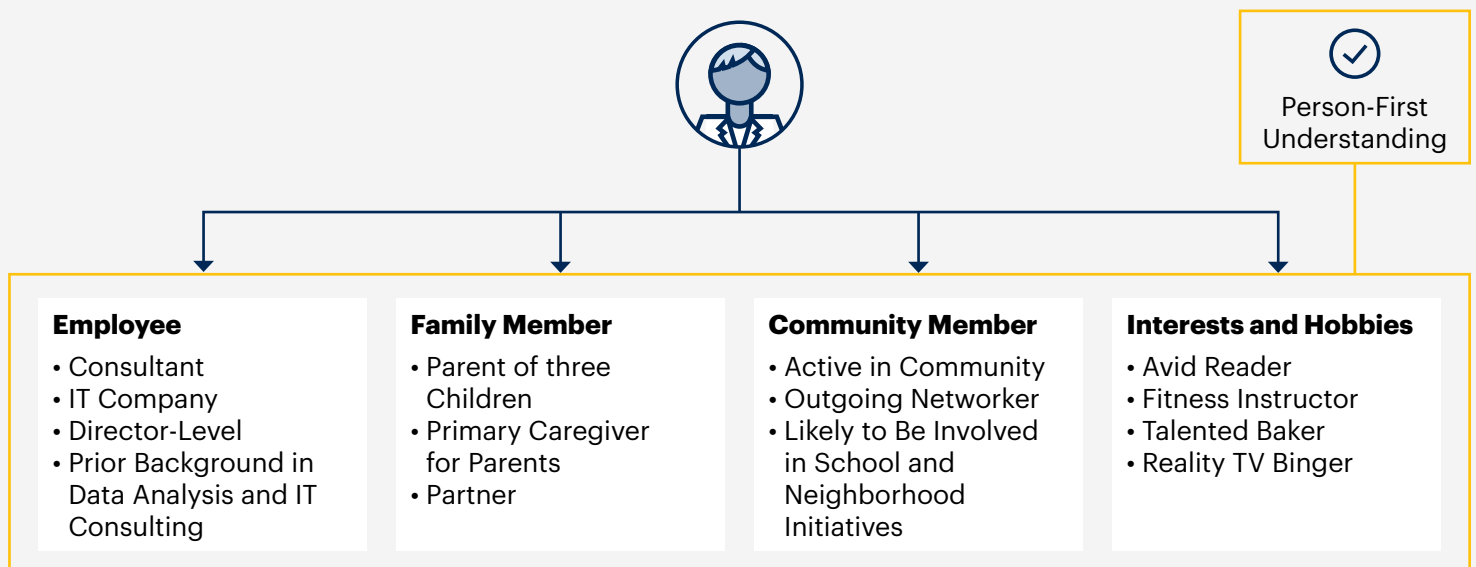 Person-First
Understanding
Employee
• Consultant
• IT Company
• Director-Level
• Prior Background in
Data Analysis and IT
Consulting
Family Member
• Parent of three
Children
• Primary Caregiver
for Parents
• Partner
Community Member
• Active in Community
• Outgoing Networker
• Likely to Be Involved
in School and
Neighborhood
Initiatives
Interests and Hobbies
• Avid Reader
• Fitness Instructor
• Talented Baker
• Reality TV Binger